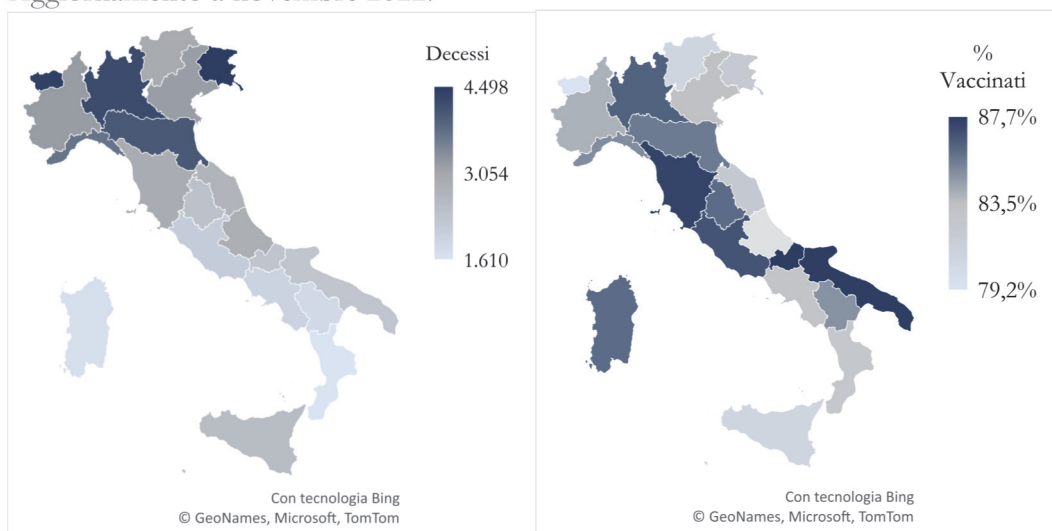 Decessi
4.498
3.054
1.610
Con tecnologia Bing
© GeoNames, Microsoft, TomTom
%
Vaccinati
87,7%
83,5%
79,2%
Con tecnologia Bing
© GeoNames, Microsoft, TomTom